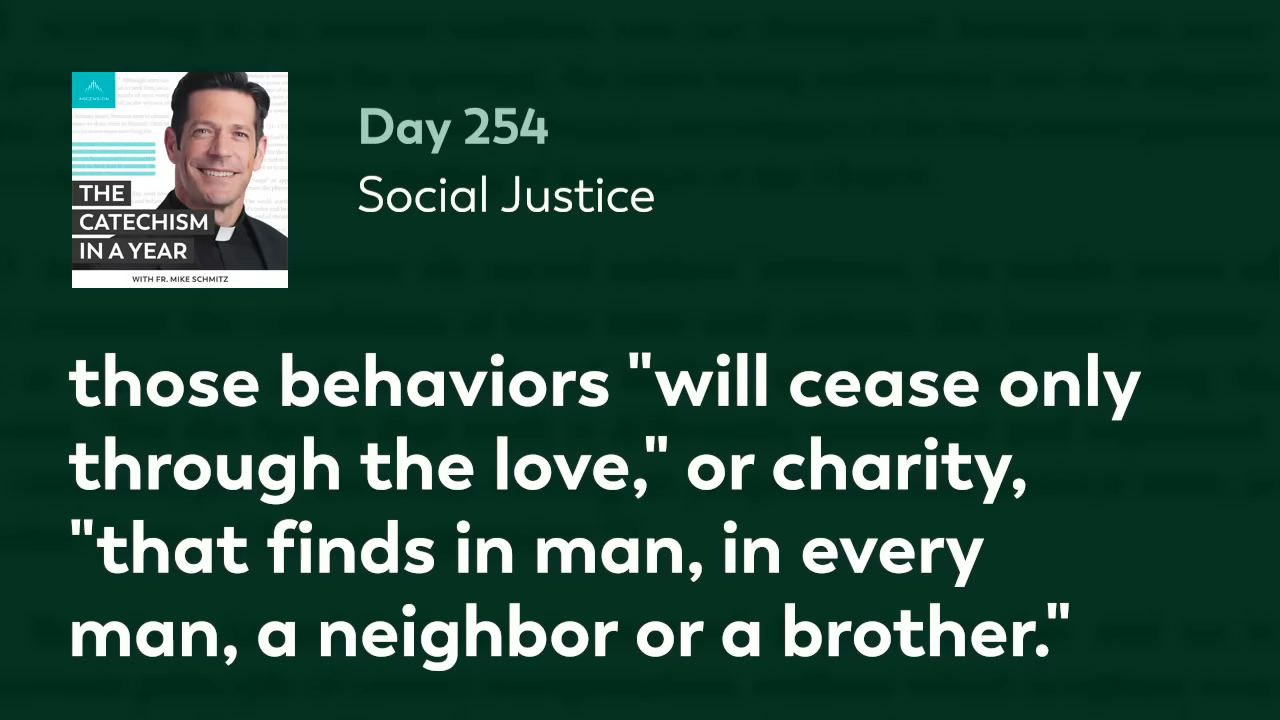 ASCENSION
THE
CATECHISM
IN A YEAR
WITH FR. MIKE SCHMITZ
Day 254
Social Justice
those behaviors "will cease only
through the love," or charity,
"that finds in man, in every
man, a neighbor or a brother."